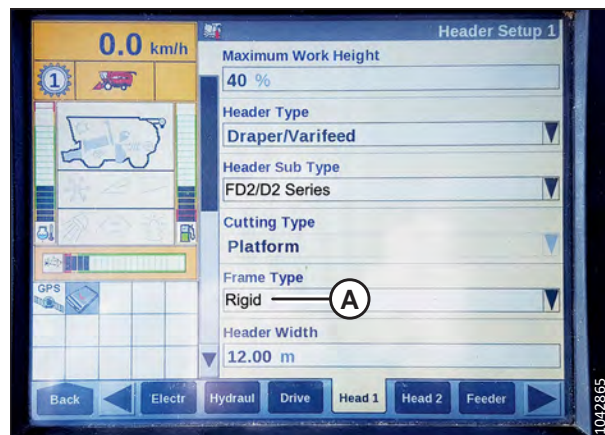 0.0 km/h
1
GPS
Header Setup 1
Maximum Work Height
40 %
Header Type
Draper/Varifeed
Header Sub Type
FD2/D2 Series
Cutting Type
Platform
Frame Type
Rigid
A
Header Width
12.00 m
Back
Electr
Hydraul
Drive
Head 1
Head 2
Feeder
1042865